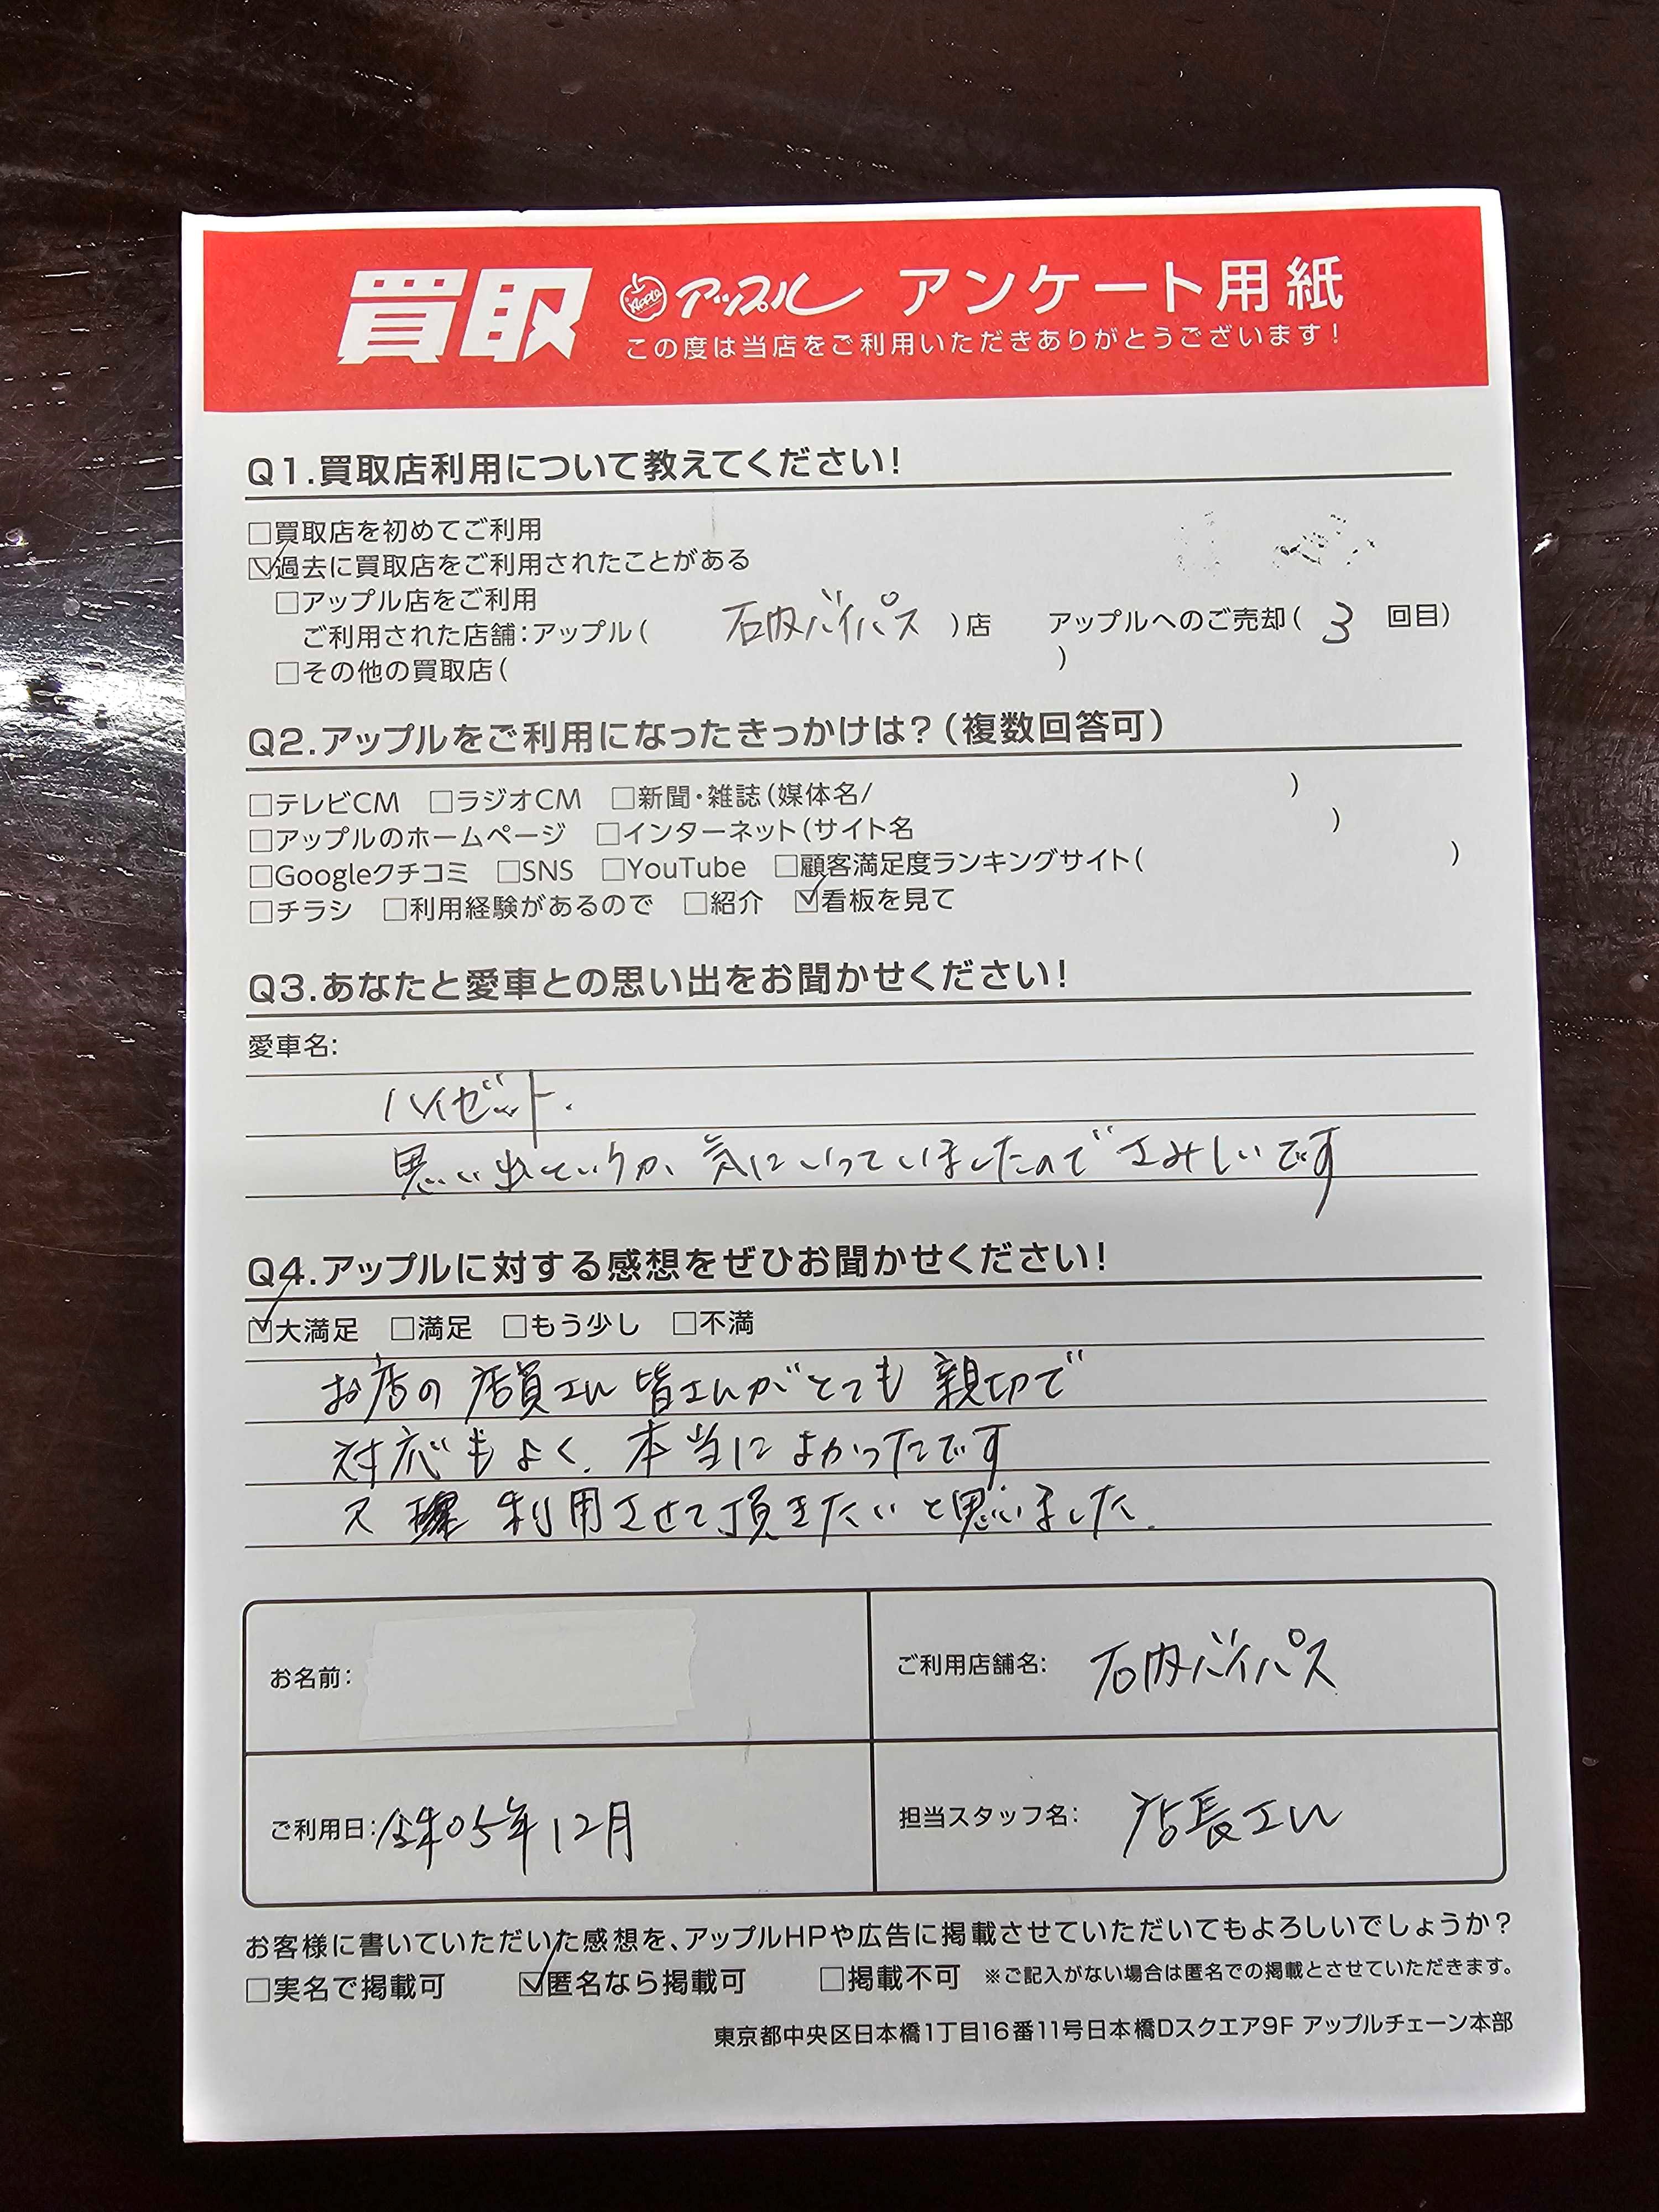 買取 Apple アップル アンケート用紙
この度は当店をご利用いただきありがとうございます!
Q1.買取店利用について教えてください!
□買取店を初めてご利用
☑過去に買取店をご利用されたことがある
□アップル店をご利用
ご利用された店舗:アップル( 石内バイパス )店 アップルへのご売却( 3 回目)
□その他の買取店( )
Q2.アップルをご利用になったきっかけは?(複数回答可)
□テレビCM □ラジオCM □新聞・雑誌(媒体名/ )
□アップルのホームページ □インターネット(サイト名 )
□Googleクチコミ □SNS □YouTube □顧客満足度ランキングサイト( )
□チラシ □利用経験があるので □紹介 ☑看板を見て
Q3.あなたと愛車との思い出をお聞かせください!
愛車名:
ハイゼット.
思い出というか、気にいっていましたのでさみしいです
Q4.アップルに対する感想をぜひお聞かせください!
☑大満足 □満足 □もう少し □不満
お店の店員さん皆さんがとても親切で
対応もよく、本当によかったです
又 利用させて頂きたいと思いました.
お名前:
ご利用店舗名: 石内バイパス
ご利用日: 05年12月
担当スタッフ名: 店長さん
お客様に書いていただいた感想を、アップルHPや広告に掲載させていただいてもよろしいでしょうか?
□実名で掲載可 ☑匿名なら掲載可 □掲載不可 ※ご記入がない場合は匿名での掲載とさせていただきます。
東京都中央区日本橋1丁目16番11号日本橋Dスクエア9F アップルチェーン本部